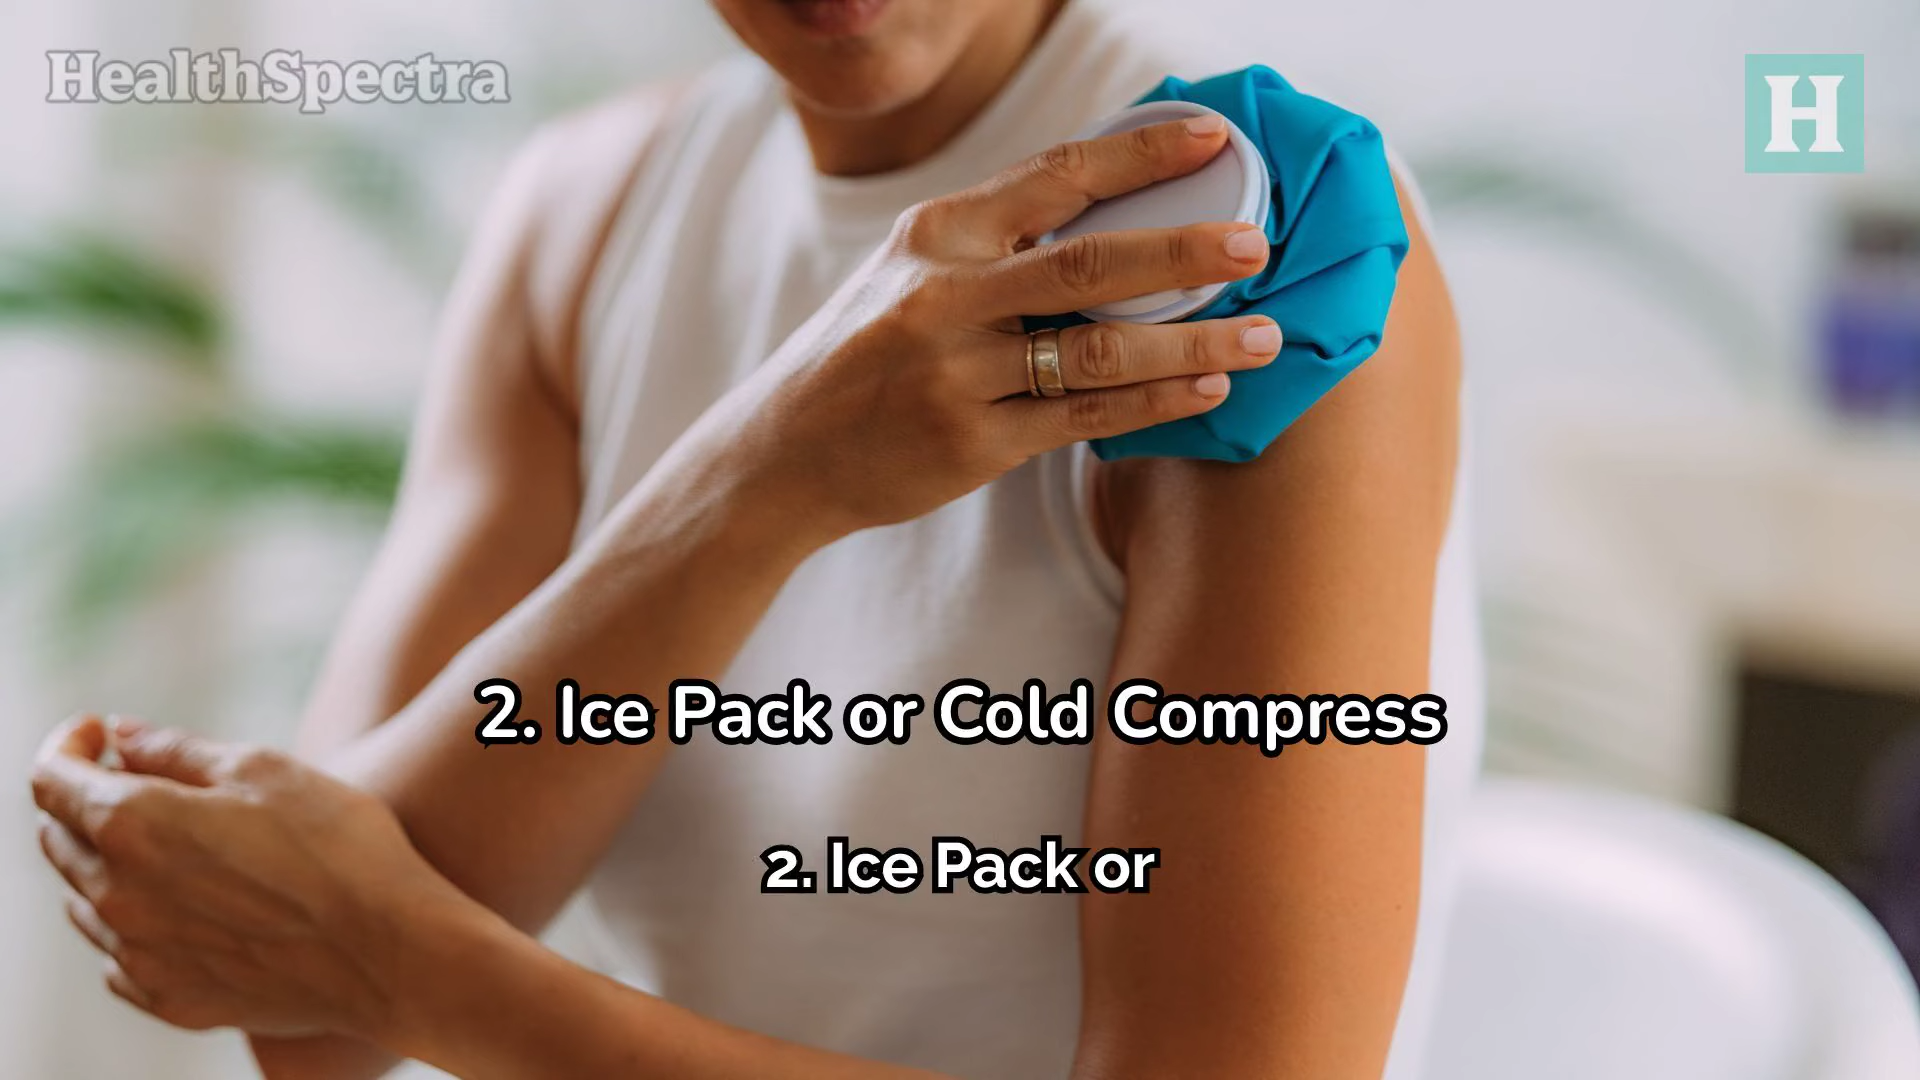 HealthSpectra
H
2. Ice Pack or Cold Compress
2. Ice Pack or